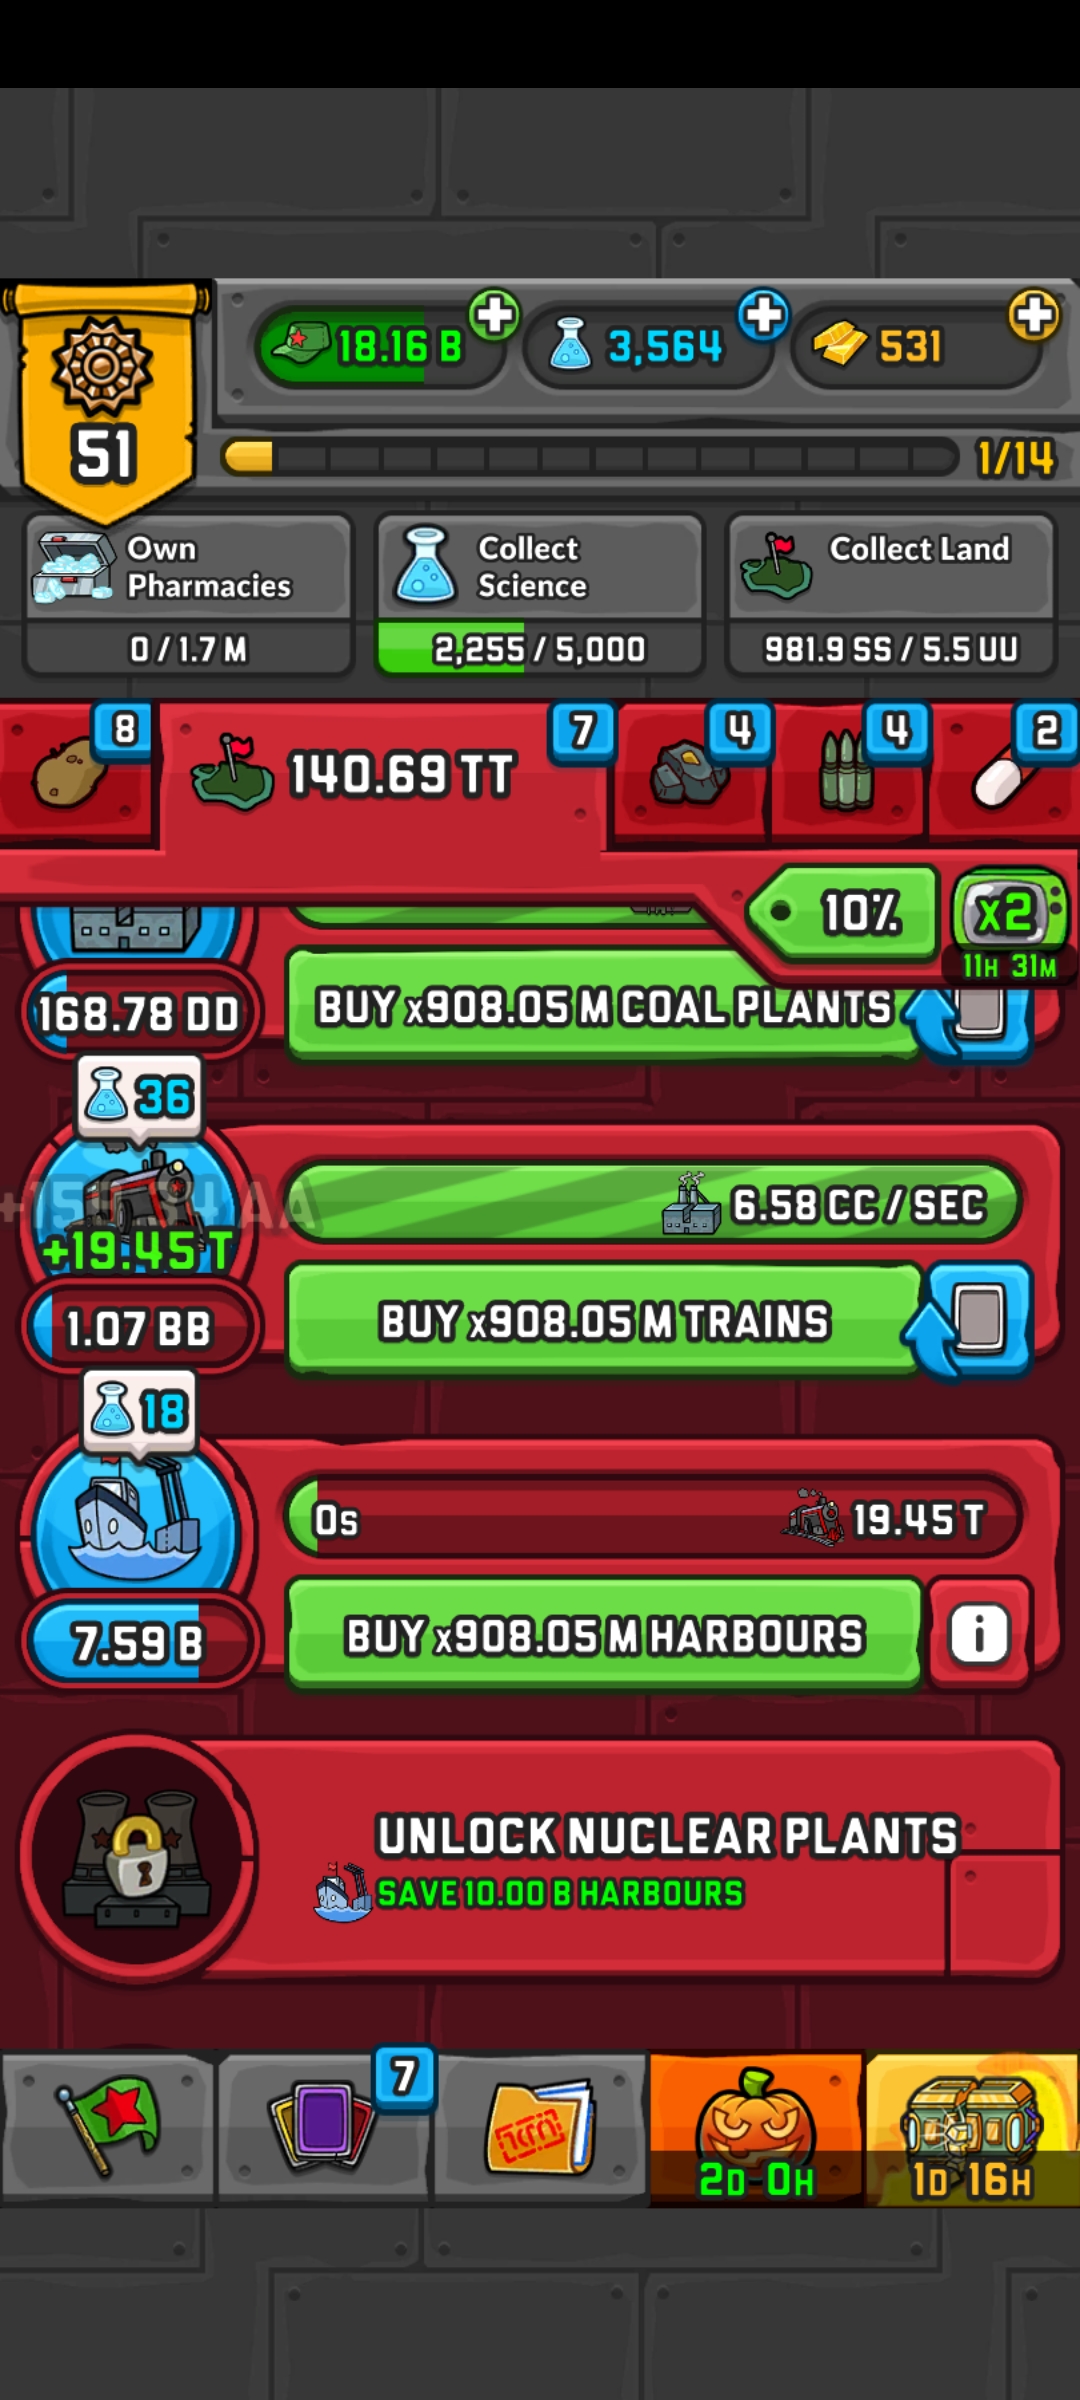 18.16 B
3,564
531
51
1/14
Own
Pharmacies
Collect
Science
Collect Land
0 / 1.7 M
2,255 / 5,000
981.9 SS / 5.5 UU
8
140.69 TT
7
4
4
2
10%
x2
11H 31M
168.78 DD
BUY x908.05 M COAL PLANTS
36
6.58 CC / SEC
+19.45 T
1.07 BB
BUY x908.05 M TRAINS
18
0s
19.45 T
7.59 B
BUY x908.05 M HARBOURS
i
UNLOCK NUCLEAR PLANTS
SAVE 10.00 B HARBOURS
7
2D 0H
1D 16H